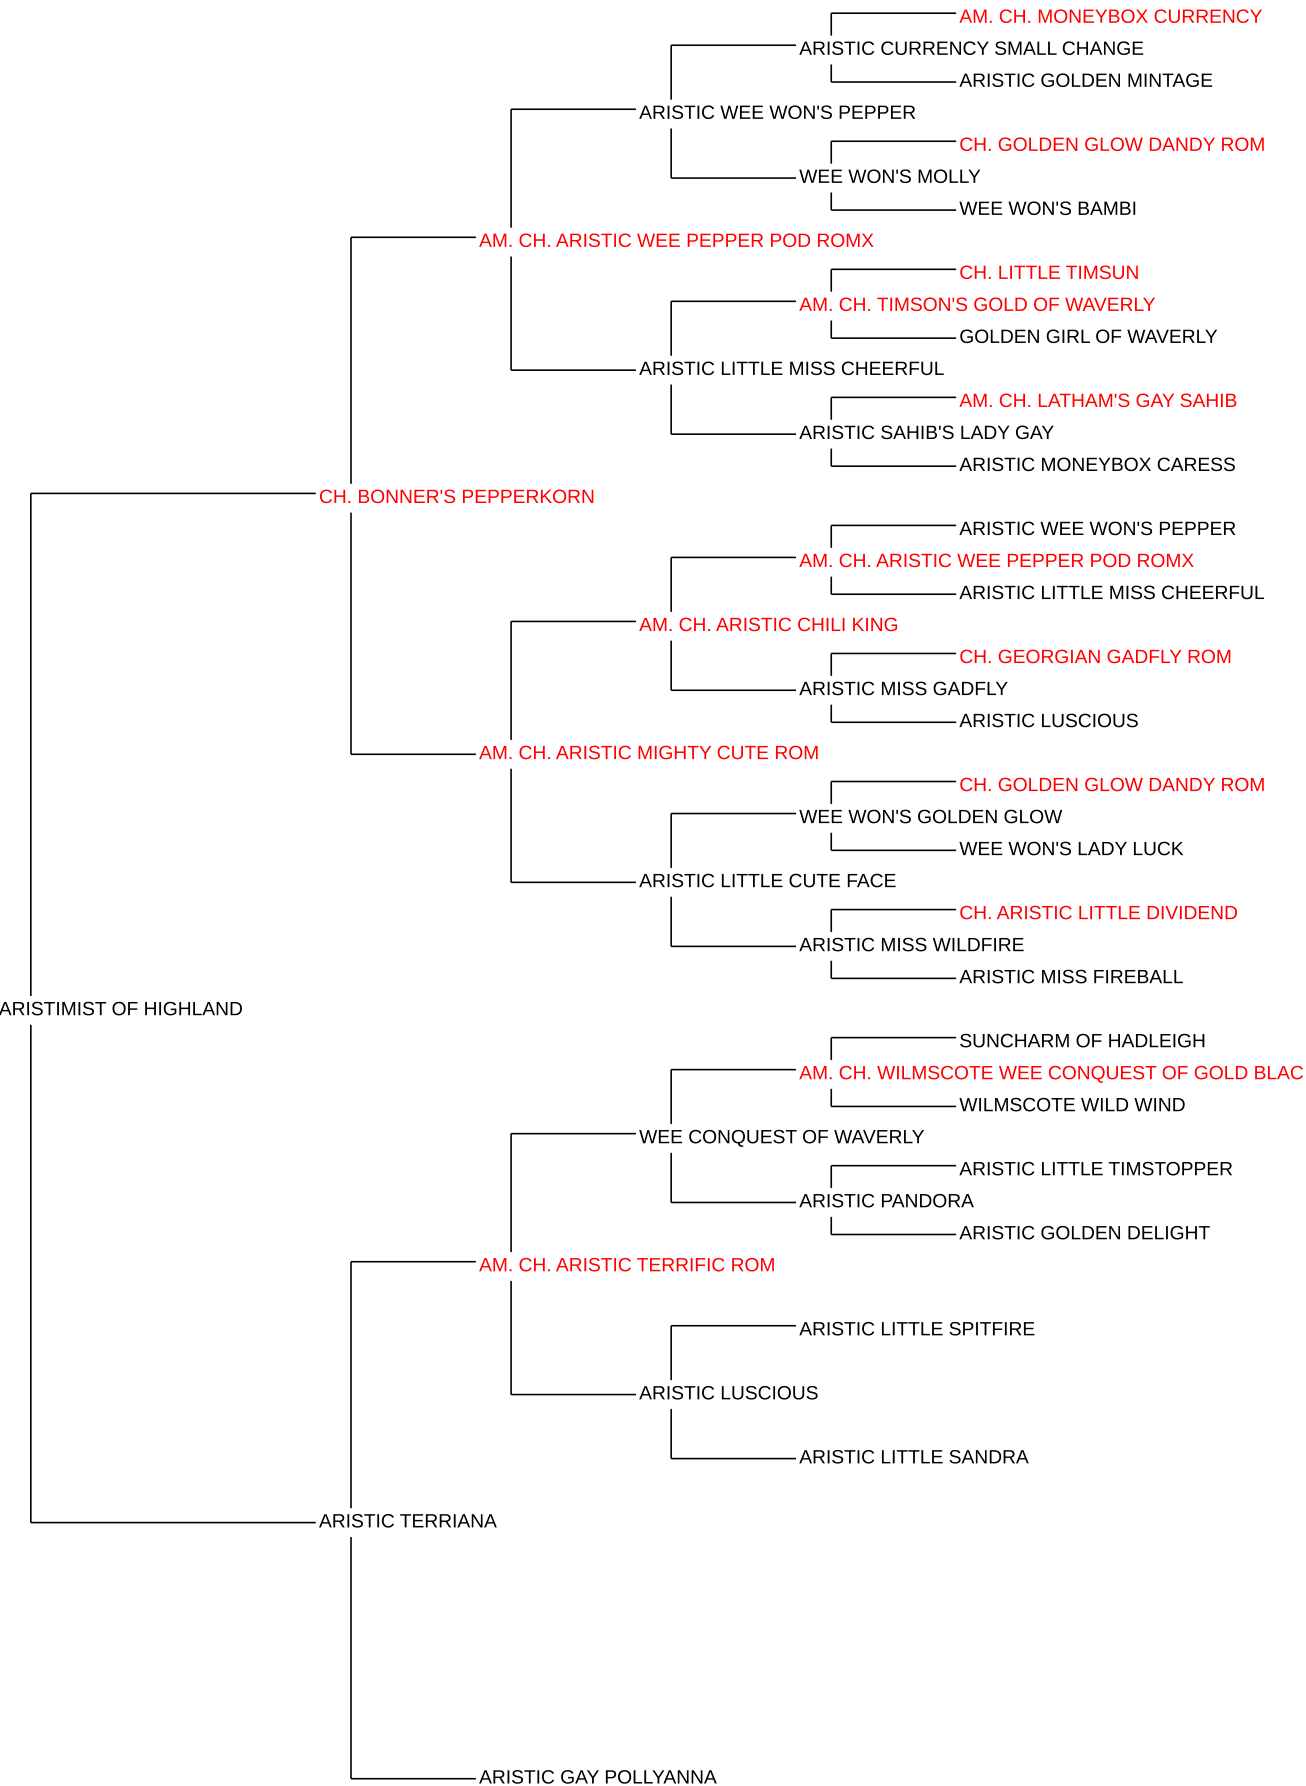 AM. CH. MONEYBOX CURRENCY
ARISTIC CURRENCY SMALL CHANGE
ARISTIC GOLDEN MINTAGE
ARISTIC WEE WON'S PEPPER
CH. GOLDEN GLOW DANDY ROM
WEE WON'S MOLLY
WEE WON'S BAMBI
AM. CH. ARISTIC WEE PEPPER POD ROMX
CH. LITTLE TIMSUN
AM. CH. TIMSON'S GOLD OF WAVERLY
GOLDEN GIRL OF WAVERLY
ARISTIC LITTLE MISS CHEERFUL
AM. CH. LATHAM'S GAY SAHIB
ARISTIC SAHIB'S LADY GAY
ARISTIC MONEYBOX CARESS
CH. BONNER'S PEPPERKORN
ARISTIC WEE WON'S PEPPER
AM. CH. ARISTIC WEE PEPPER POD ROMX
ARISTIC LITTLE MISS CHEERFUL
AM. CH. ARISTIC CHILI KING
CH. GEORGIAN GADFLY ROM
ARISTIC MISS GADFLY
ARISTIC LUSCIOUS
AM. CH. ARISTIC MIGHTY CUTE ROM
CH. GOLDEN GLOW DANDY ROM
WEE WON'S GOLDEN GLOW
WEE WON'S LADY LUCK
ARISTIC LITTLE CUTE FACE
CH. ARISTIC LITTLE DIVIDEND
ARISTIC MISS WILDFIRE
ARISTIC MISS FIREBALL
ARISTIMIST OF HIGHLAND
SUNCHARM OF HADLEIGH
AM. CH. WILMSCOTE WEE CONQUEST OF GOLD BLAC
WILMSCOTE WILD WIND
WEE CONQUEST OF WAVERLY
ARISTIC LITTLE TIMSTOPPER
ARISTIC PANDORA
ARISTIC GOLDEN DELIGHT
AM. CH. ARISTIC TERRIFIC ROM
ARISTIC LITTLE SPITFIRE
ARISTIC LUSCIOUS
ARISTIC LITTLE SANDRA
ARISTIC TERRIANA
ARISTIC GAY POLLYANNA